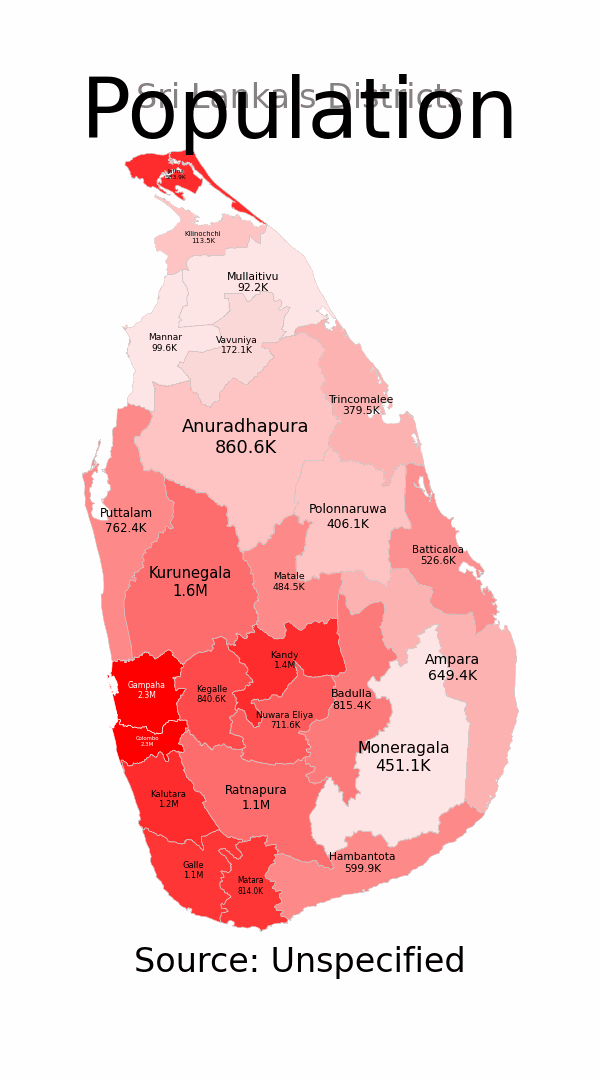 Sri Lanka's Districts
Population
Kilinochchi
113.5K
Mullaitivu
92.2K
Mannar
99.6K
Vavuniya
172.1K
Trincomalee
379.5K
Anuradhapura
860.6K
Puttalam
762.4K
Polonnaruwa
406.1K
Batticaloa
526.6K
Kurunegala
1.6M
Matale
484.5K
Kandy
1.4M
Ampara
649.4K
Gampaha
2.3M
Kegalle
840.6K
Badulla
815.4K
Nuwara Eliya
711.6K
Colombo
2.3M
Moneragala
451.1K
Kalutara
1.2M
Ratnapura
1.1M
Galle
1.1M
Matara
814.0K
Hambantota
599.9K
Source: Unspecified